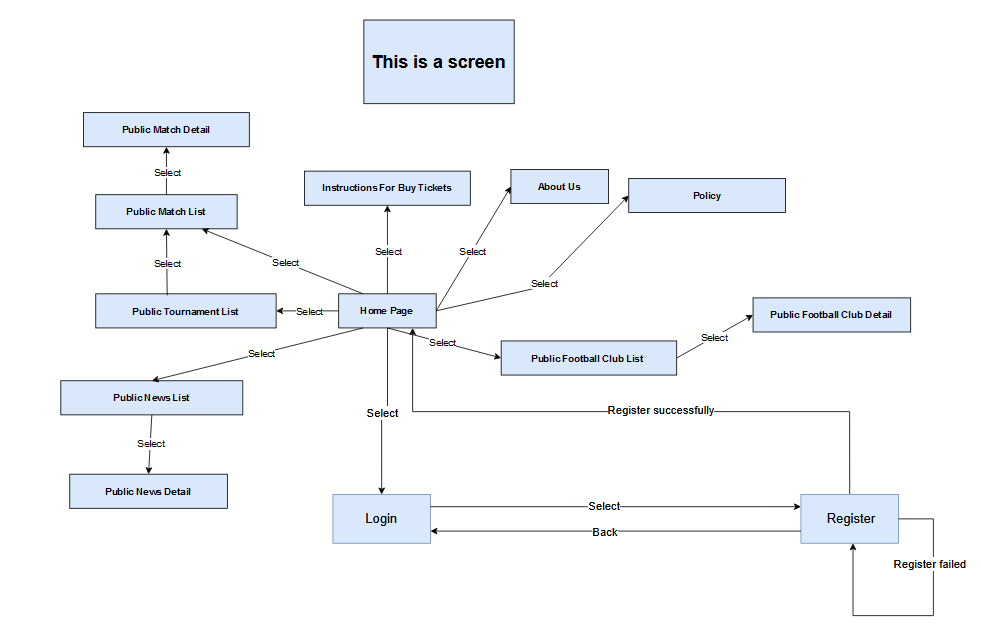 This is a screen
Public Match Detail
Select
Instructions For Buy Tickets
About Us
Policy
Public Match List
Select
Select
Select
Select
Select
Public Tournament List
Select
Home Page
Public Football Club Detail
Select
Select
Select
Public Football Club List
Public News List
Select
Register successfully
Select
Public News Detail
Login
Select
Register
Back
Register failed